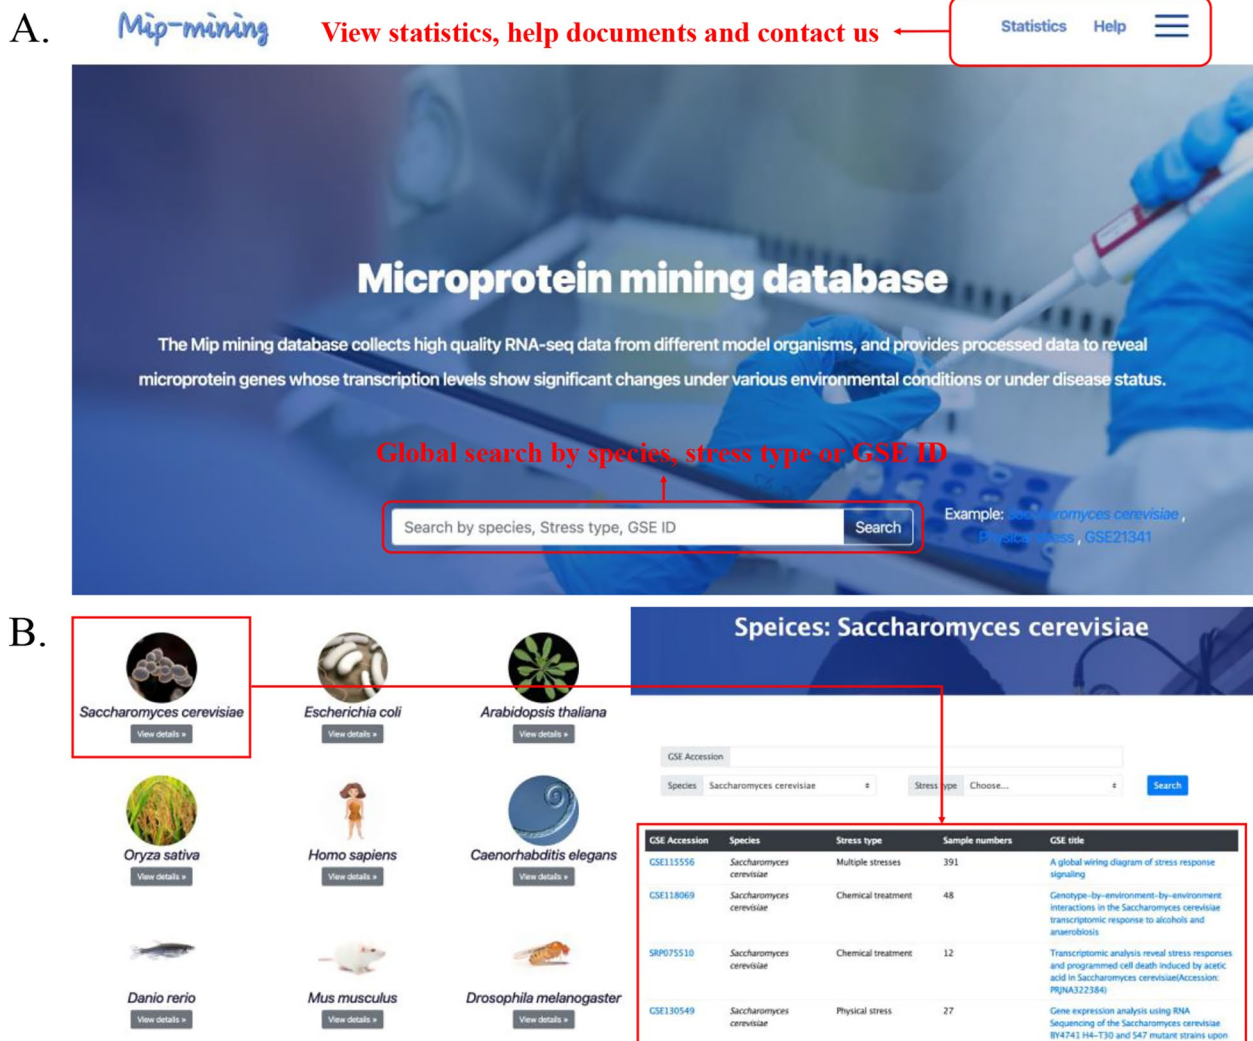 A.
Mip-mining
View statistics, help documents and contact us
Statistics Help
Microprotein mining database
The Mip mining database collects high quality RNA-seq data from different model organisms, and provides processed data to reveal
microprotein genes whose transcription levels show significant changes under various environmental conditions or under disease status.
Global search by species, stress type or GSE ID
Search by species, Stress type, GSE ID Search
Example: Saccharomyces cerevisiae ,
Physical stress , GSE21341
B.
Saccharomyces cerevisiae
View details »
Escherichia coli
View details »
Arabidopsis thaliana
View details »
Oryza sativa
View details »
Homo sapiens
View details »
Caenorhabditis elegans
View details »
Danio rerio
View details »
Mus musculus
View details »
Drosophila melanogaster
View details »
Speices: Saccharomyces cerevisiae
GSE Accession
Species Saccharomyces cerevisiae Stress type Choose... Search
GSE Accession Species Stress type Sample numbers GSE title
GSE115556 Saccharomyces Multiple stresses 391 A global wiring diagram of stress response
cerevisiae signaling
GSE118069 Saccharomyces Chemical treatment 48 Genotype-by-environment-by-environment
cerevisiae interactions in the Saccharomyces cerevisiae
transcriptomic response to alcohols and
anaerobiosis
SRP075510 Saccharomyces Chemical treatment 12 Transcriptomic analysis reveal stress responses
cerevisiae and programmed cell death induced by acetic
acid in Saccharomyces cerevisiae(Accession:
PRJNA322384)
GSE130549 Saccharomyces Physical stress 27 Gene expression analysis using RNA
cerevisiae Sequencing of the Saccharomyces cerevisiae
BY4741 H4-T30 and S47 mutant strains upon